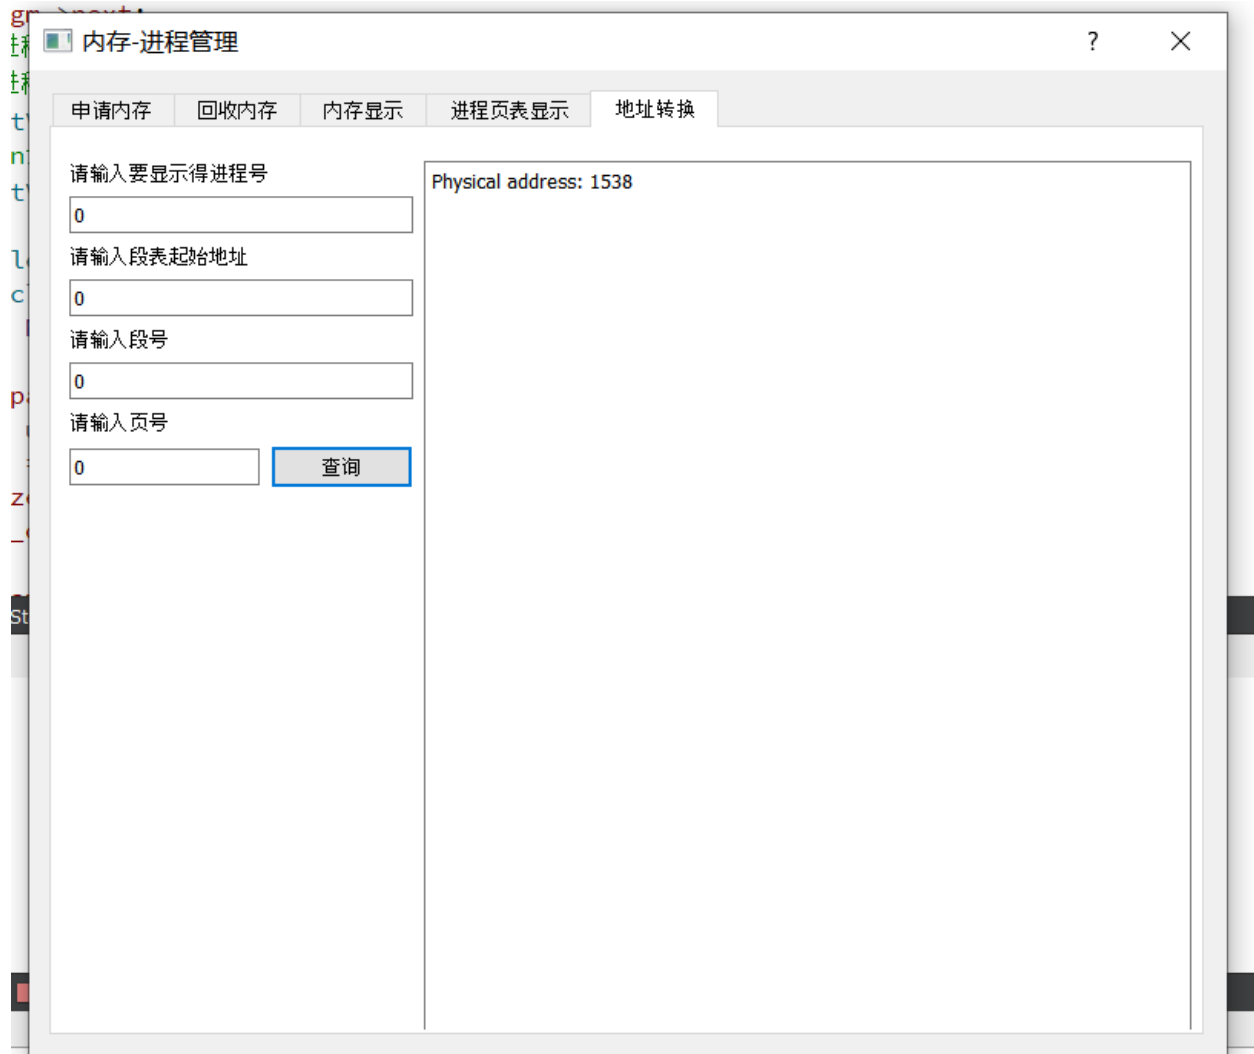 内存-进程管理
?
申请内存 回收内存 内存显示 进程页表显示 地址转换
请输入要显示得进程号
0
请输入段表起始地址
0
请输入段号
0
请输入页号
0 查询
Physical address: 1538